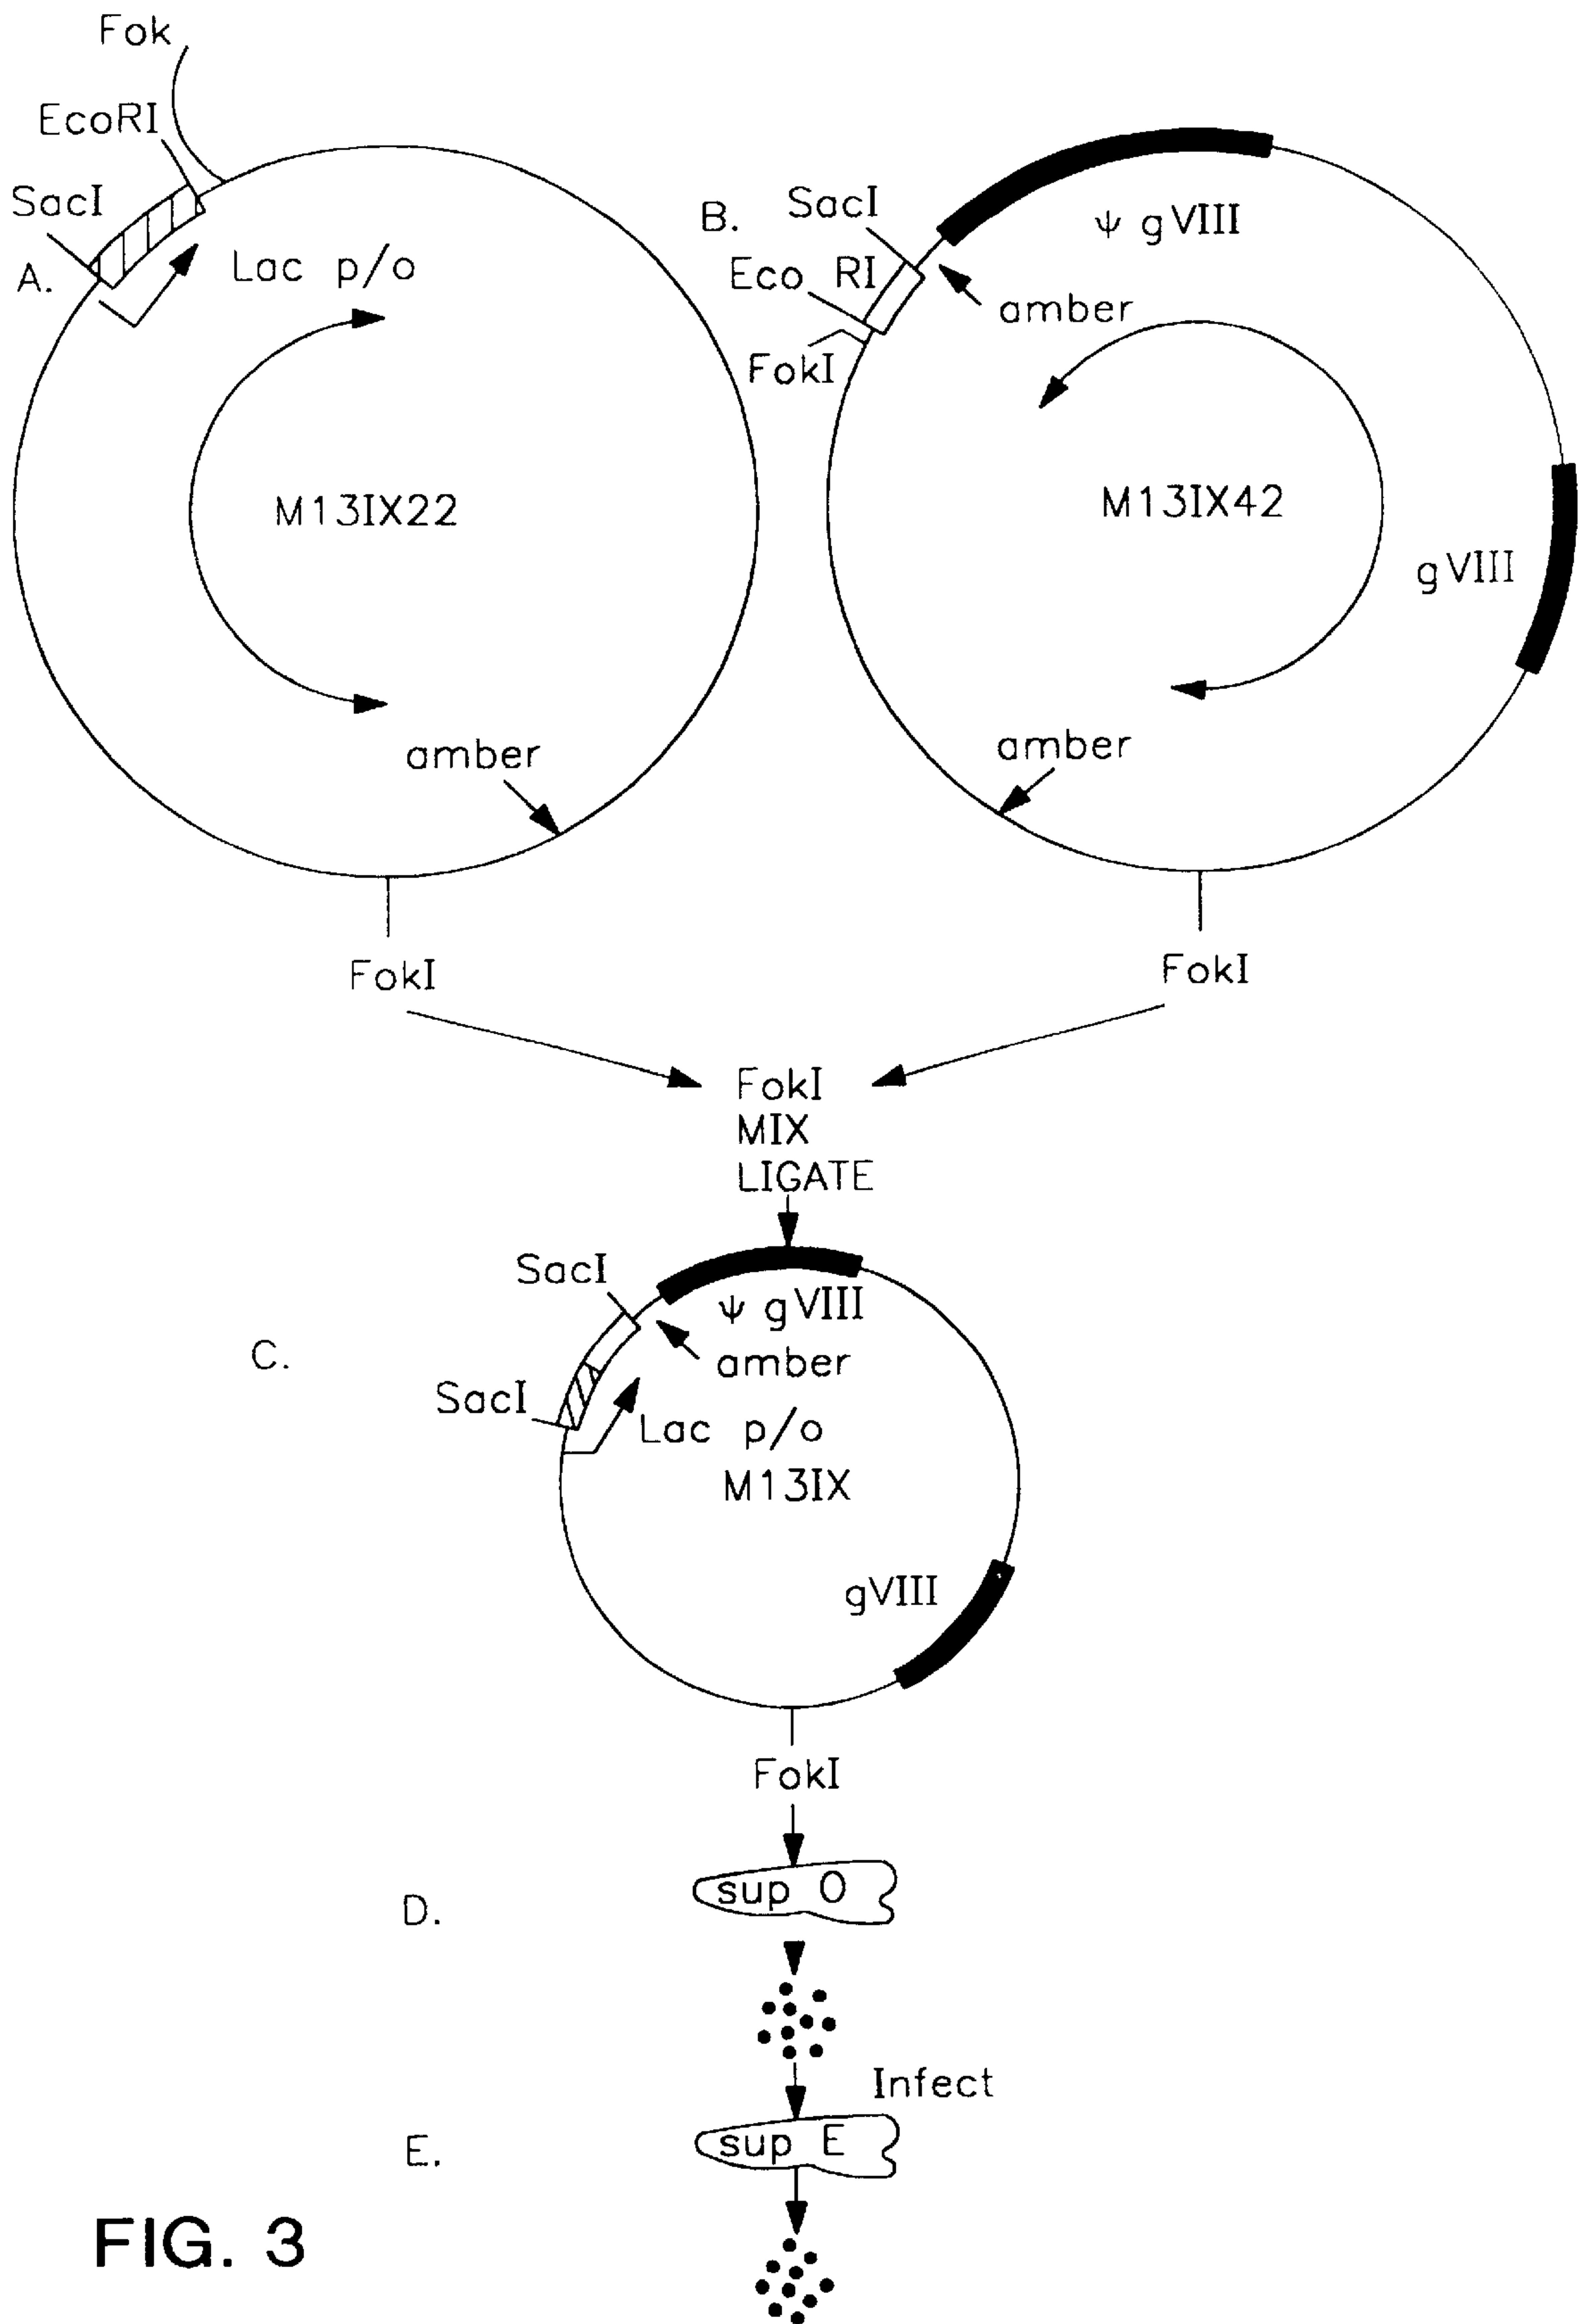 Fok
EcoRI
SacI
A.
Lac p/o
M13IX22
amber
FokI
B.
SacI
Eco RI
FokI
ψ gVIII
amber
M13IX42
gVIII
amber
FokI
FokI
MIX
LIGATE
C.
SacI
ψ gVIII
amber
SacI
Lac p/o
M13IX
gVIII
FokI
D.
sup O
Infect
E.
sup E
FIG. 3